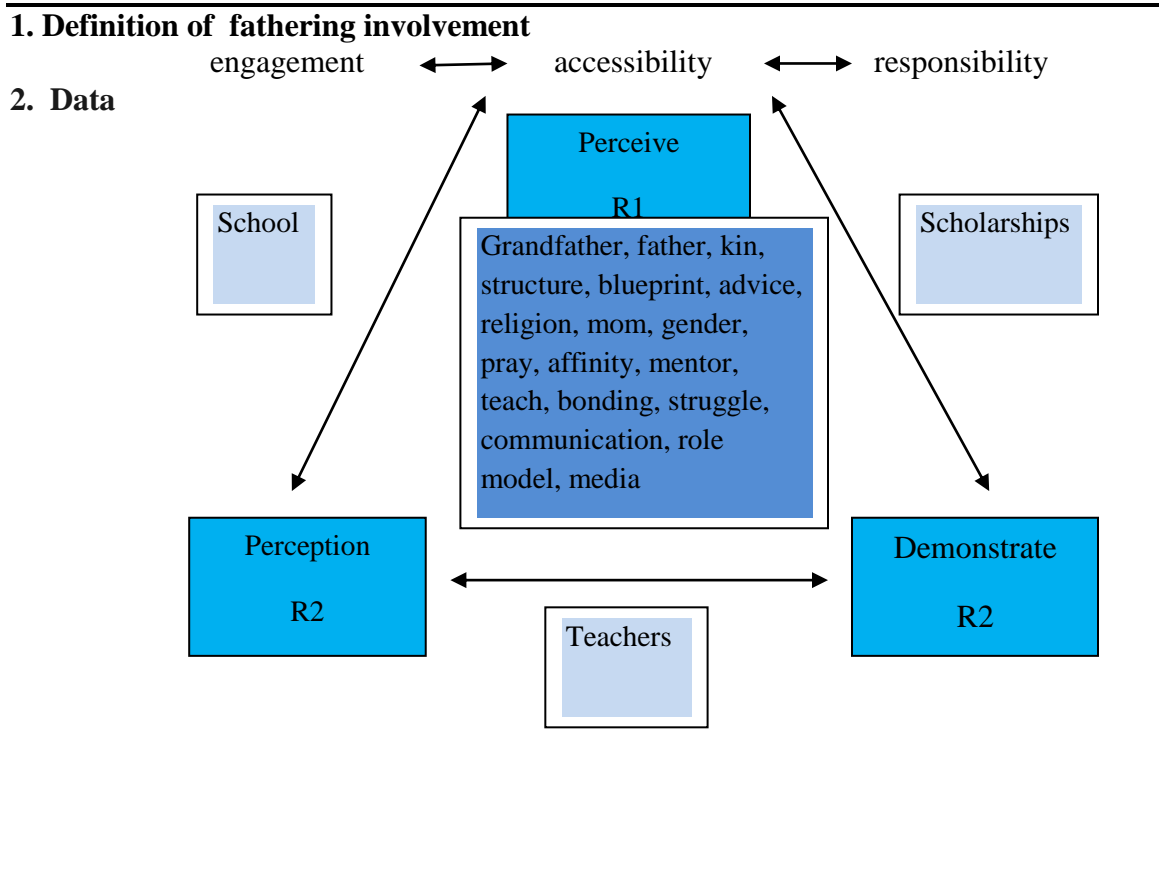 1. Definition of fathering involvement
engagement accessibility responsibility
2. Data
Perceive
R1
School
Scholarships
Grandfather, father, kin,
structure, blueprint, advice,
religion, mom, gender,
pray, affinity, mentor,
teach, bonding, struggle,
communication, role
model, media
Perception
R2
Demonstrate
R2
Teachers